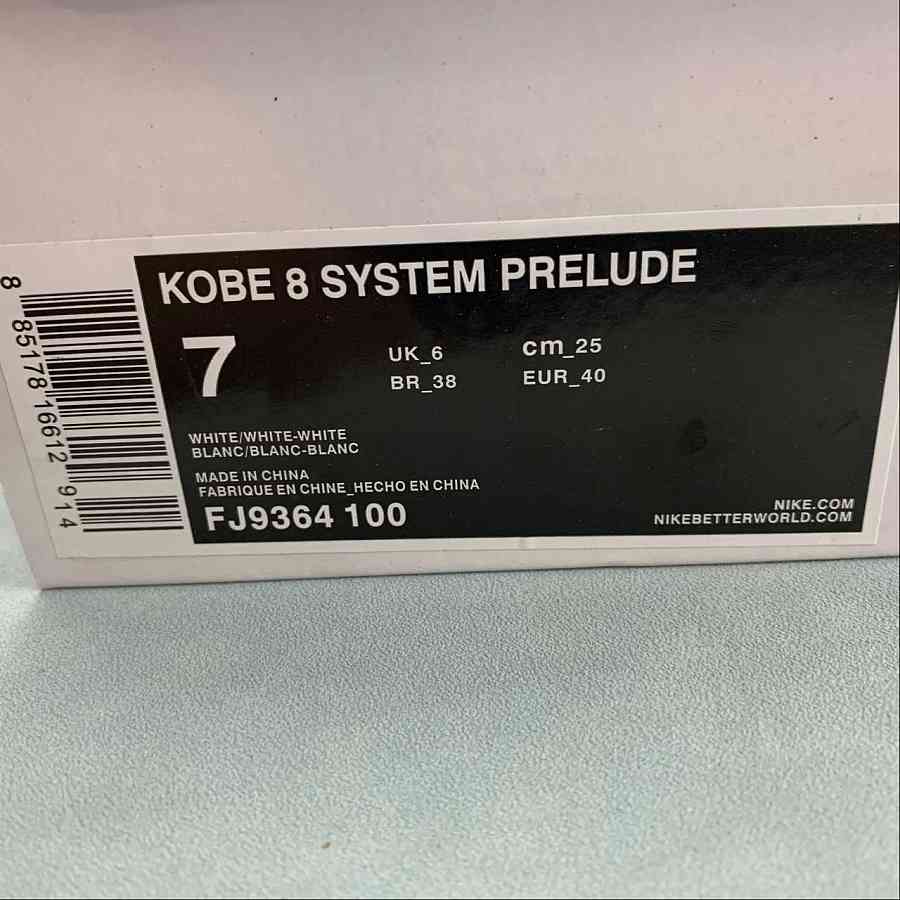 KOBE 8 SYSTEM PRELUDE
7
UK_6
cm_25
BR_38
EUR_40
WHITE/WHITE-WHITE
BLANC/BLANC-BLANC
MADE IN CHINA
FABRIQUE EN CHINE_HECHO EN CHINA
FJ9364 100
NIKE.COM
NIKEBETTERWORLD.COM
8 85178 16612 914